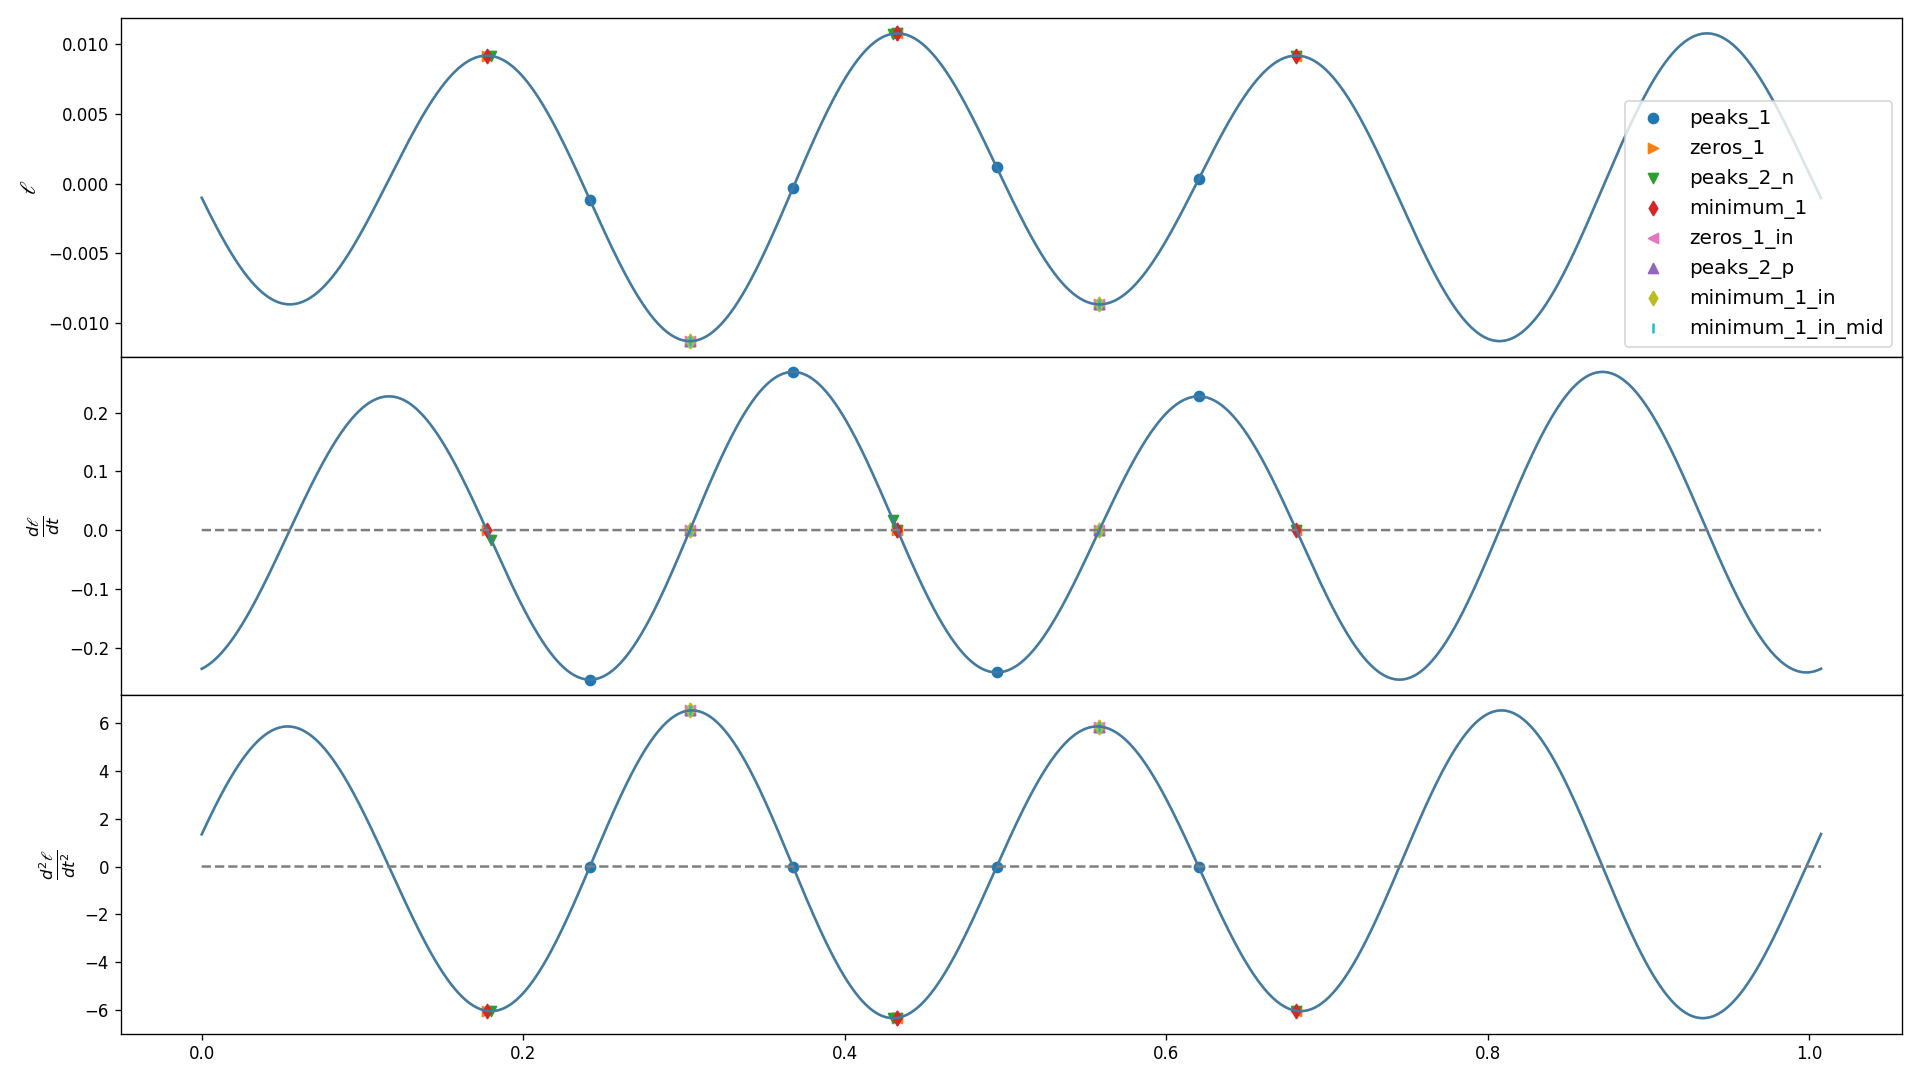 0.010
0.005
0.000
−0.005
−0.010
ℓ
peaks_1
zeros_1
peaks_2_n
minimum_1
zeros_1_in
peaks_2_p
minimum_1_in
minimum_1_in_mid
0.2
0.1
0.0
−0.1
−0.2
dℓ/dt
6
4
2
0
−2
−4
−6
d²ℓ/dt²
0.0 0.2 0.4 0.6 0.8 1.0